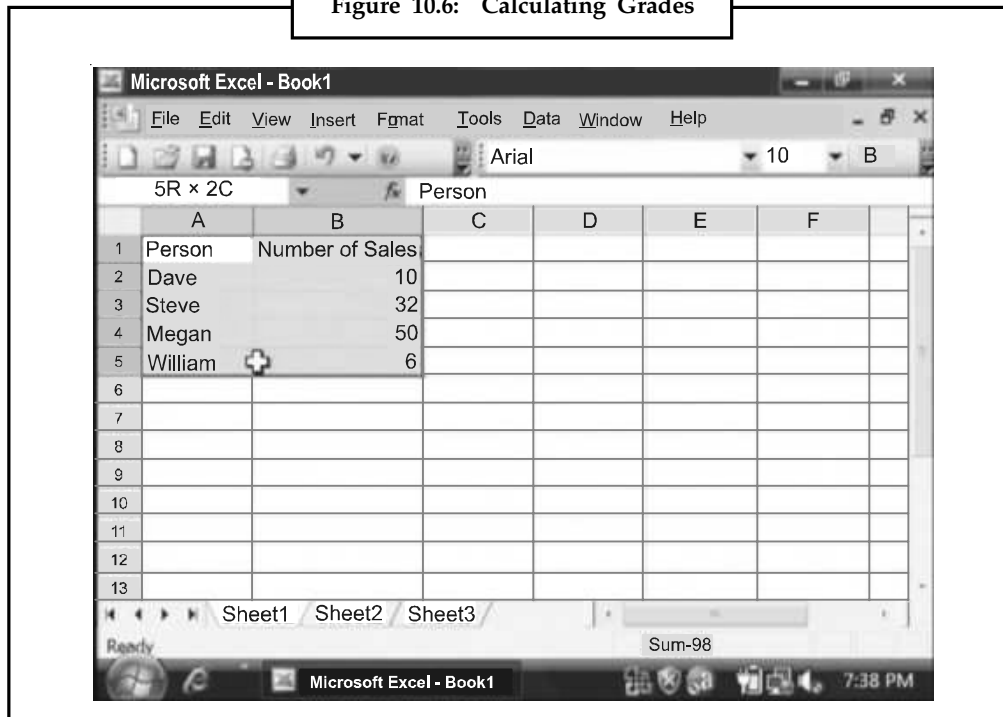 Figure 10.6: Calculating Grades
Microsoft Excel - Book1
File Edit View Insert Fgmat Tools Data Window Help
Arial 10 B
5R × 2C fx Person
A B C D E F
1 Person Number of Sales
2 Dave 10
3 Steve 32
4 Megan 50
5 William 6
6
7
8
9
10
11
12
13
Sheet1 Sheet2 Sheet3
Ready Sum-98
Microsoft Excel - Book1 7:38 PM